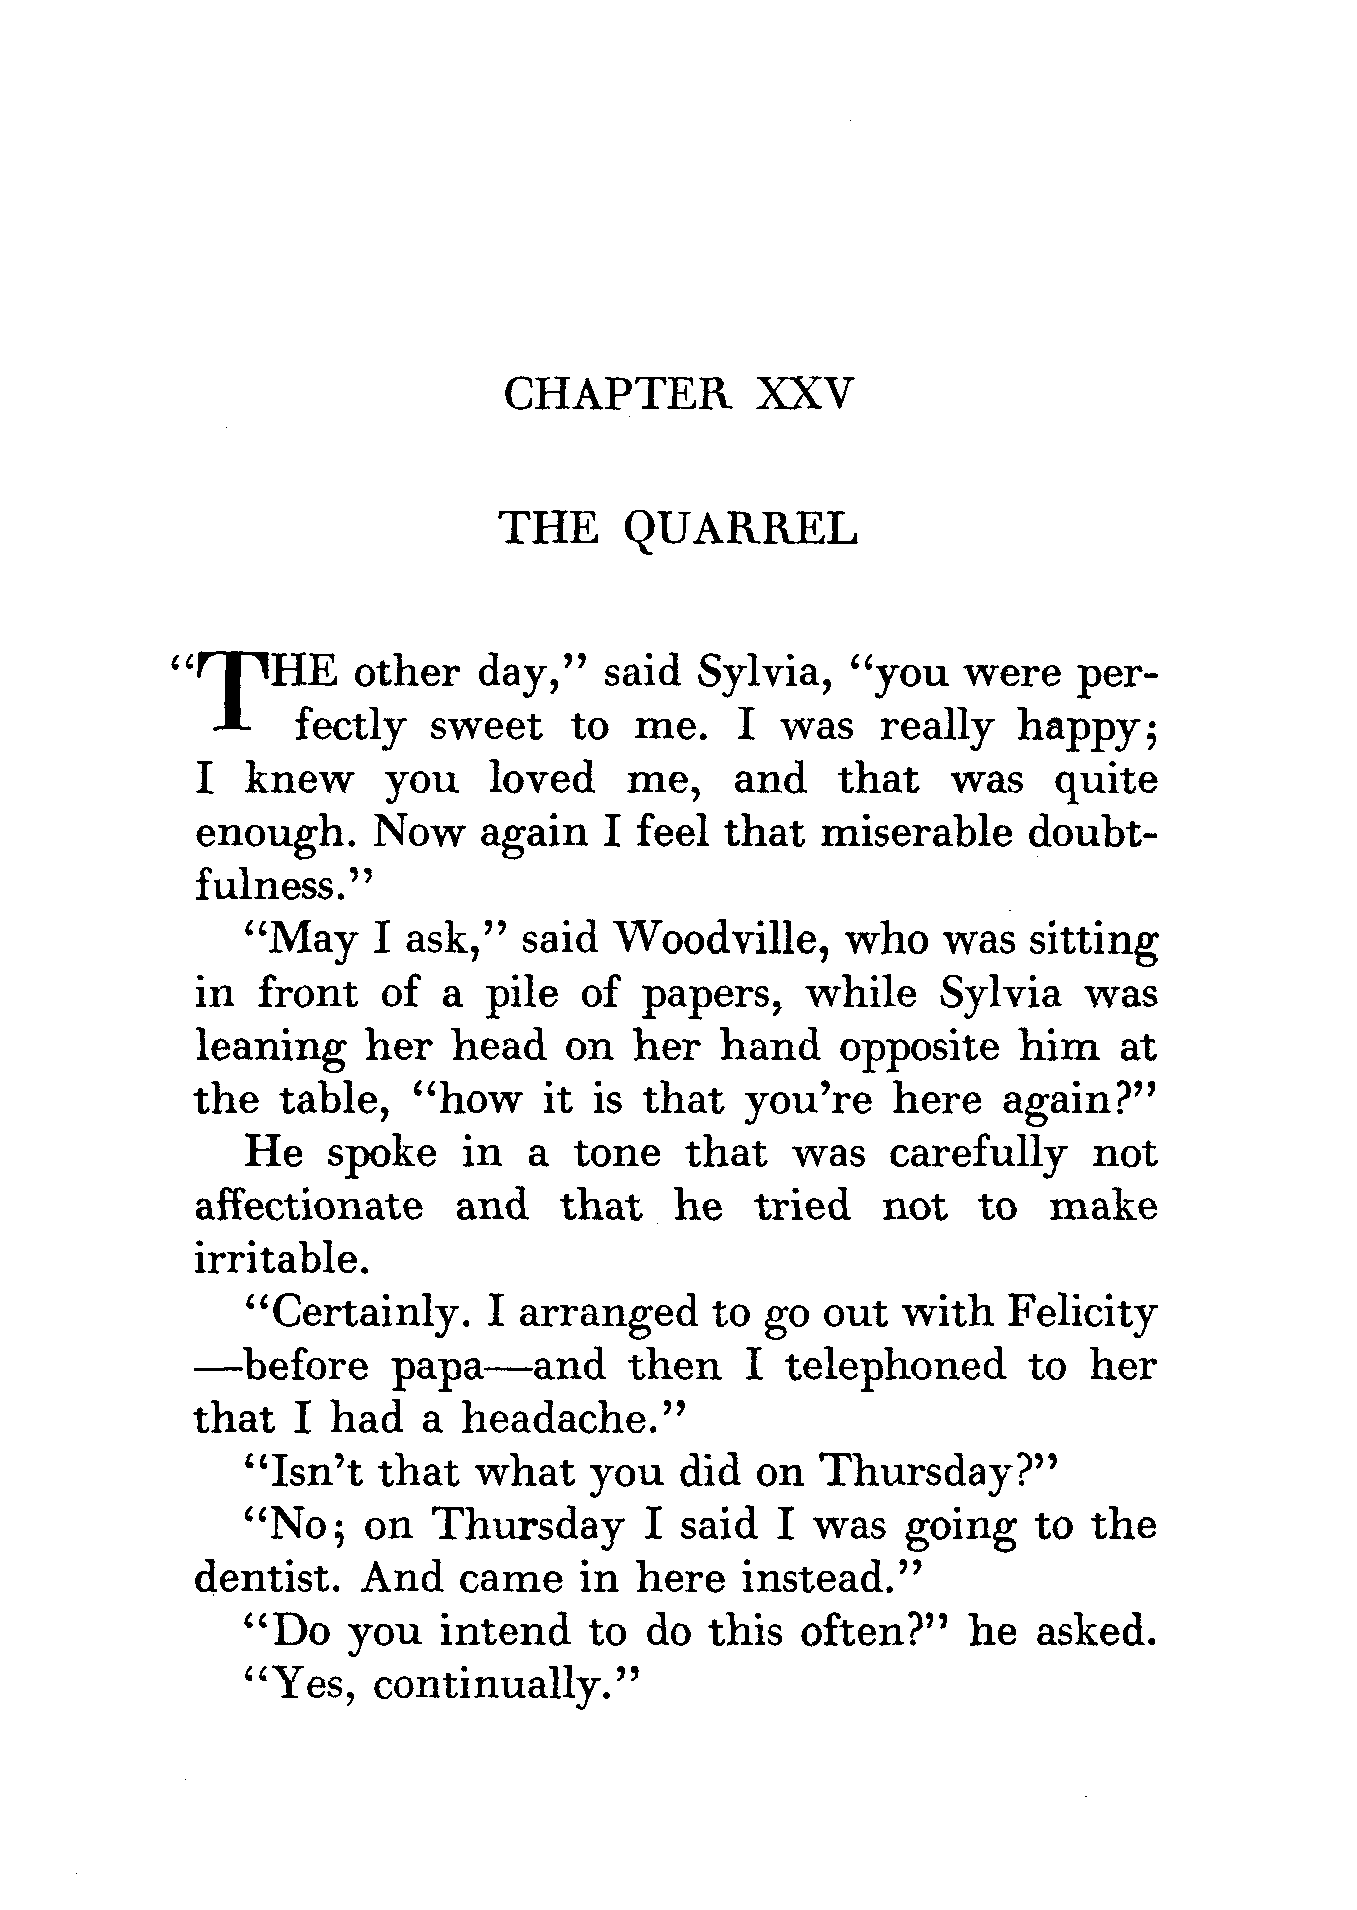 CHAPTER XXV
THE QUARREL
“THE other day,” said Sylvia, “you were per-
fectly sweet to me. I was really happy;
I knew you loved me, and that was quite
enough. Now again I feel that miserable doubt-
fulness.”
“May I ask,” said Woodville, who was sitting
in front of a pile of papers, while Sylvia was
leaning her head on her hand opposite him at
the table, “how it is that you’re here again?”
He spoke in a tone that was carefully not
affectionate and that he tried not to make
irritable.
“Certainly. I arranged to go out with Felicity
—before papa—and then I telephoned to her
that I had a headache.”
“Isn’t that what you did on Thursday?”
“No; on Thursday I said I was going to the
dentist. And came in here instead.”
“Do you intend to do this often?” he asked.
“Yes, continually.”